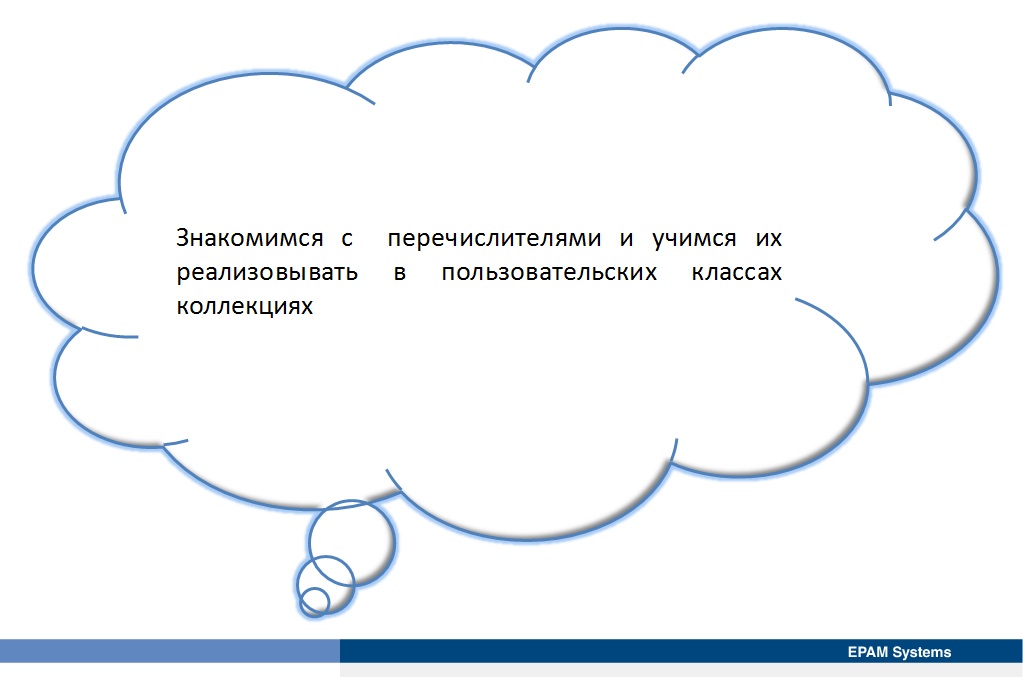 Знакомимся с перечислителями и учимся их
реализовывать в пользовательских классах
коллекциях
EPAM Systems